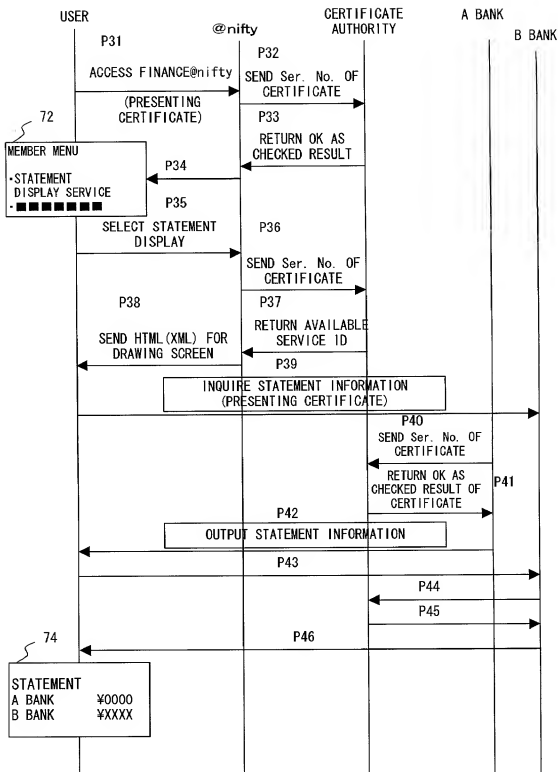 USER
@nifty
CERTIFICATE
AUTHORITY
A BANK
B BANK
P31
ACCESS FINANCE@nifty
(PRESENTING
CERTIFICATE)
P32
SEND Ser. No. OF
CERTIFICATE
P33
RETURN OK AS
CHECKED RESULT
72
MEMBER MENU
・STATEMENT
DISPLAY SERVICE
・■■■■■■■
P34
P35
SELECT STATEMENT
DISPLAY
P36
SEND Ser. No. OF
CERTIFICATE
P37
RETURN AVAILABLE
SERVICE ID
P38
SEND HTML(XML) FOR
DRAWING SCREEN
P39
INQUIRE STATEMENT INFORMATION
(PRESENTING CERTIFICATE)
P40
SEND Ser. No. OF
CERTIFICATE
RETURN OK AS
CHECKED RESULT OF
CERTIFICATE
P41
P42
OUTPUT STATEMENT INFORMATION
P43
P44
P45
P46
74
STATEMENT
A BANK ¥0000
B BANK ¥XXXX